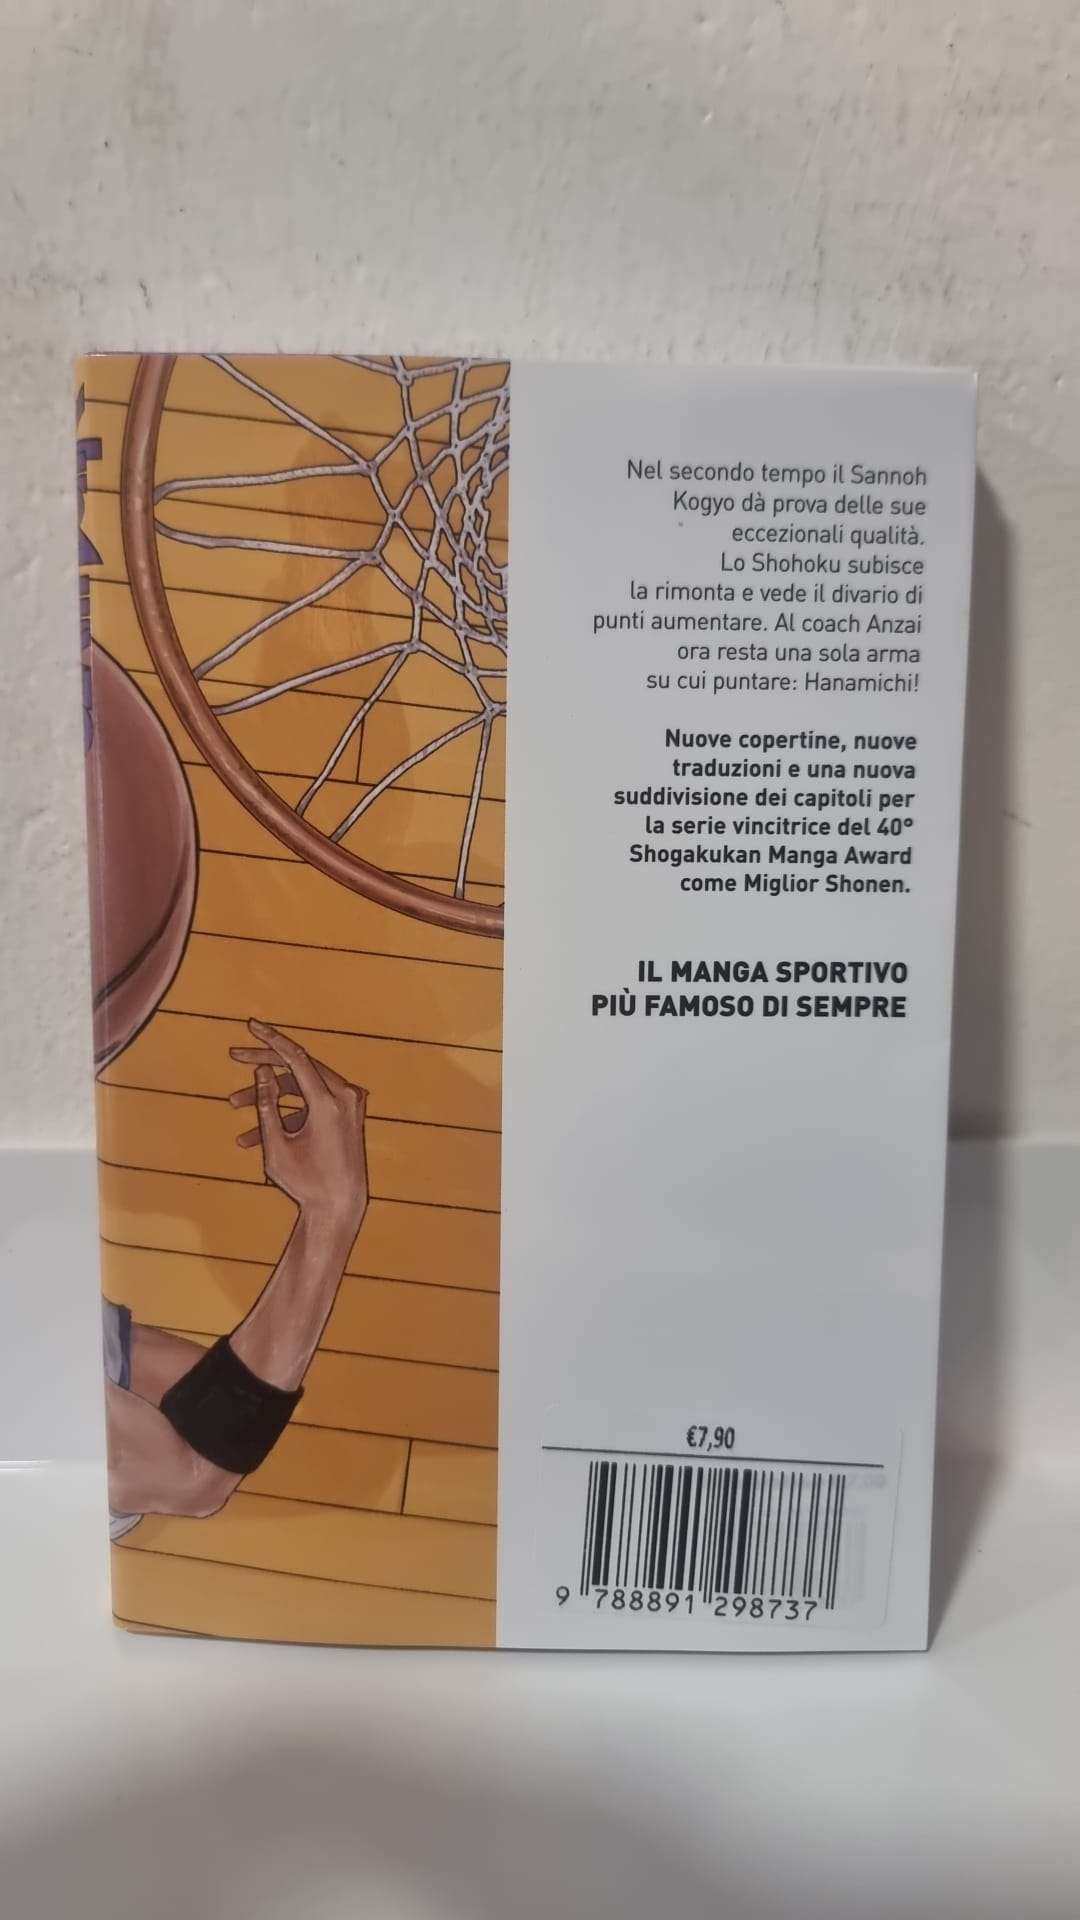 Nel secondo tempo il Sannoh
Kogyo dà prova delle sue
eccezionali qualità.
Lo Shohoku subisce
la rimonta e vede il divario di
punti aumentare. Al coach Anzai
ora resta una sola arma
su cui puntare: Hanamichi!
Nuove copertine, nuove
traduzioni e una nuova
suddivisione dei capitoli per
la serie vincitrice del 40°
Shogakukan Manga Award
come Miglior Shonen.
IL MANGA SPORTIVO
PIÙ FAMOSO DI SEMPRE
€7,90
9 788891 298737